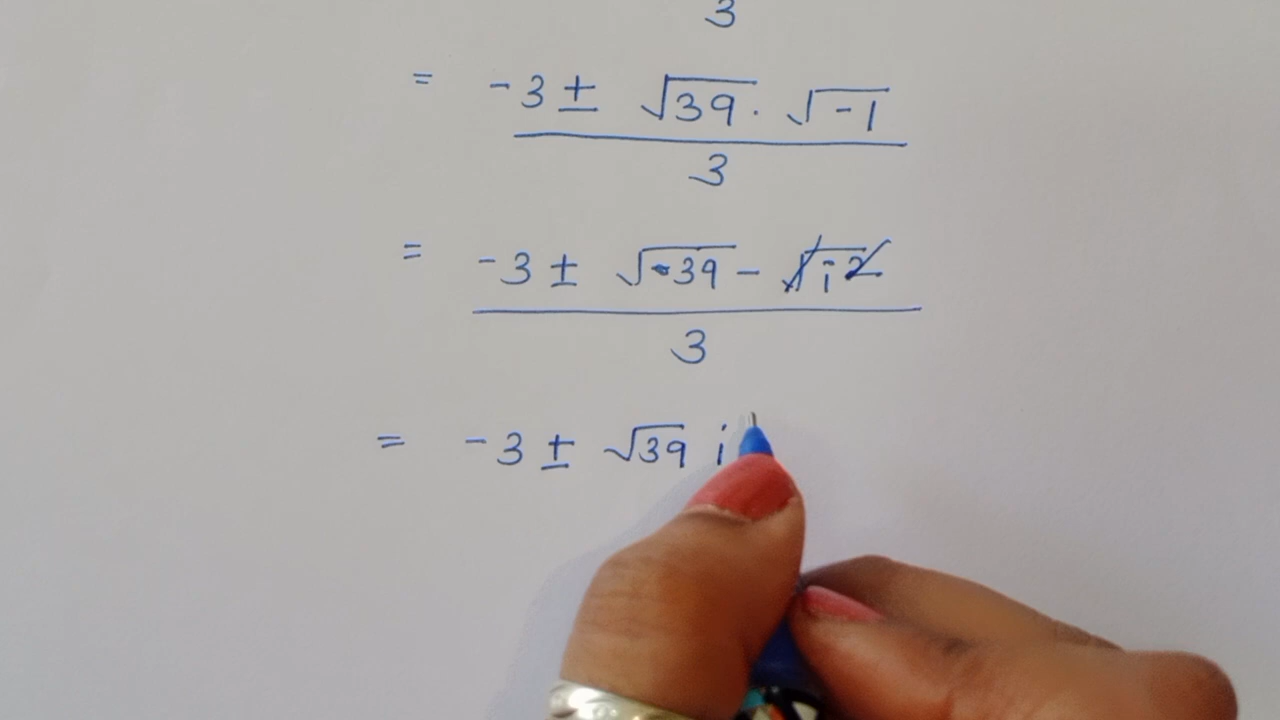 3
= -3 ± √39 . √-1
3
= -3 ± √39 - √i²
3
= -3 ± √39 i